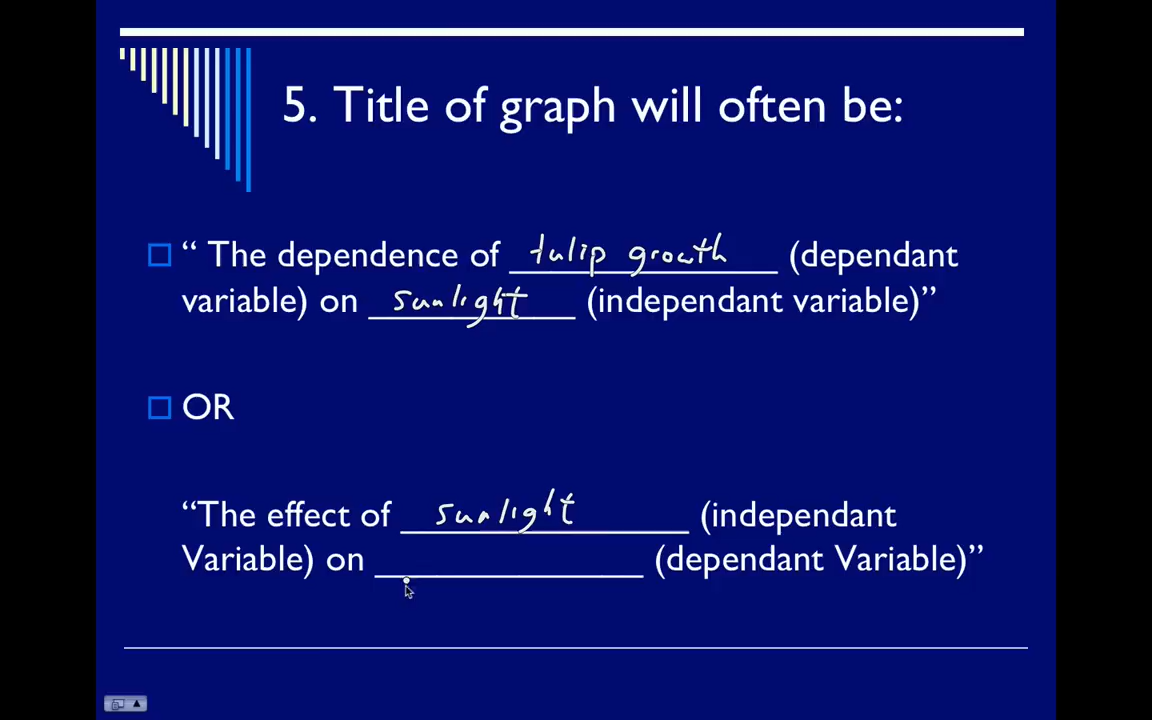 5. Title of graph will often be:
“ The dependence of tulip growth (dependant
variable) on sunlight (independant variable)”
OR
“The effect of sunlight (independant
Variable) on ____________ (dependant Variable)”